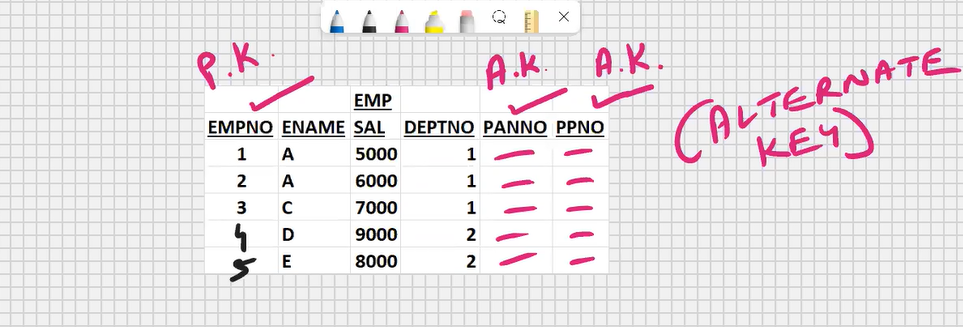 P.K. A.K. A.K.
(ALTERNATE
KEY)
EMP
EMPNO ENAME SAL DEPTNO PANNO PPNO
1 A 5000 1
2 A 6000 1
3 C 7000 1
4 D 9000 2
5 E 8000 2